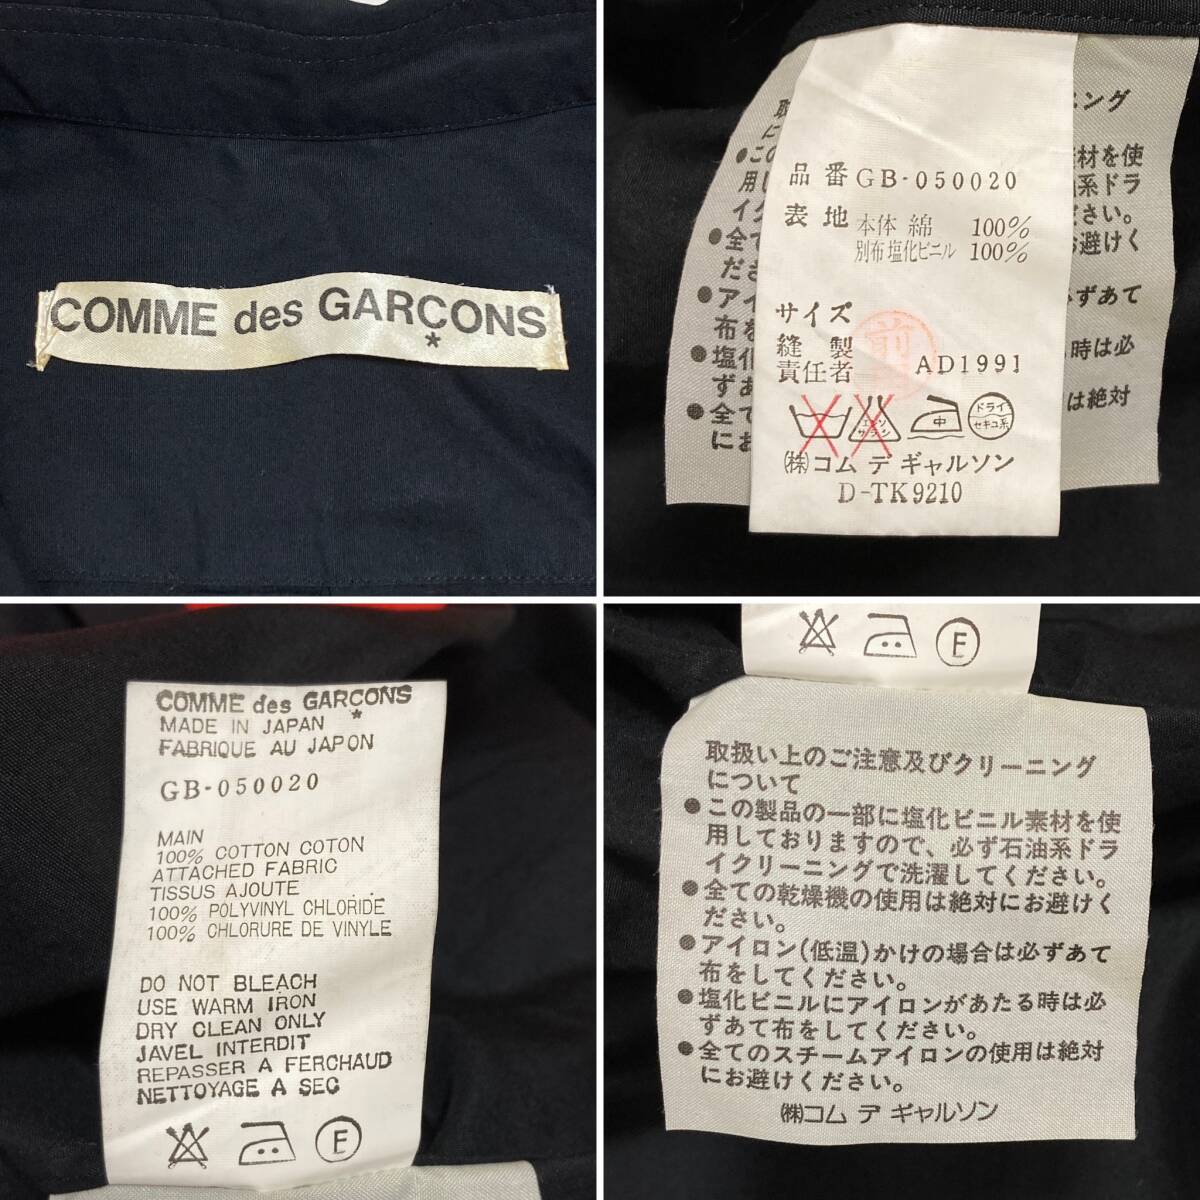 COMME des GARÇONS
*
品番 GB-050020
表地 本体 綿 100%
別布 塩化ビニル 100%
サイズ
縫製
責任者 前 AD1991
エンソ
サラシ
中
ドライ
セキユ系
㈱コム デ ギャルソン
D-TK9210
COMME des GARÇONS
*
MADE IN JAPAN
FABRIQUE AU JAPON
GB-050020
MAIN
100% COTTON COTON
ATTACHED FABRIC
TISSUS AJOUTE
100% POLYVINYL CHLORIDE
100% CHLORURE DE VINYLE
DO NOT BLEACH
USE WARM IRON
DRY CLEAN ONLY
JAVEL INTERDIT
REPASSER A FERCHAUD
NETTOYAGE A SEC
F
E
取扱い上のご注意及びクリーニング
について
●この製品の一部に塩化ビニル素材を使
用しておりますので、必ず石油系ドラ
イクリーニングで洗濯してください。
●全ての乾燥機の使用は絶対にお避けく
ださい。
●アイロン(低温)かけの場合は必ずあて
布をしてください。
●塩化ビニルにアイロンがあたる時は必
ずあて布をしてください。
●全てのスチームアイロンの使用は絶対
にお避けください。
㈱コム デ ギャルソン